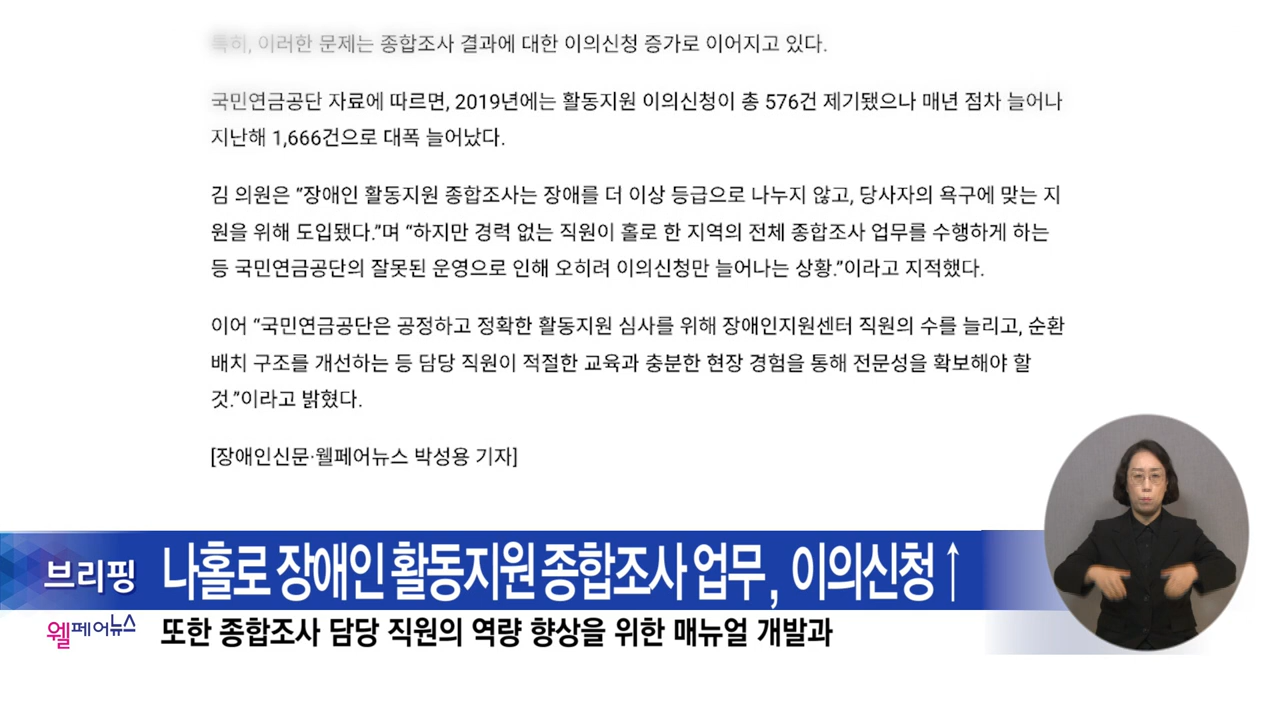 특히, 이러한 문제는 종합조사 결과에 대한 이의신청 증가로 이어지고 있다.
국민연금공단 자료에 따르면, 2019년에는 활동지원 이의신청이 총 576건 제기됐으나 매년 점차 늘어나
지난해 1,666건으로 대폭 늘어났다.
김 의원은 “장애인 활동지원 종합조사는 장애를 더 이상 등급으로 나누지 않고, 당사자의 욕구에 맞는 지
원을 위해 도입됐다.”며 “하지만 경력 없는 직원이 홀로 한 지역의 전체 종합조사 업무를 수행하게 하는
등 국민연금공단의 잘못된 운영으로 인해 오히려 이의신청만 늘어나는 상황.”이라고 지적했다.
이어 “국민연금공단은 공정하고 정확한 활동지원 심사를 위해 장애인지원센터 직원의 수를 늘리고, 순환
배치 구조를 개선하는 등 담당 직원이 적절한 교육과 충분한 현장 경험을 통해 전문성을 확보해야 할
것.”이라고 밝혔다.
[장애인신문·웰페어뉴스 박성용 기자]
브리핑 나홀로 장애인 활동지원 종합조사 업무, 이의신청↑
웰페어뉴스 또한 종합조사 담당 직원의 역량 향상을 위한 매뉴얼 개발과